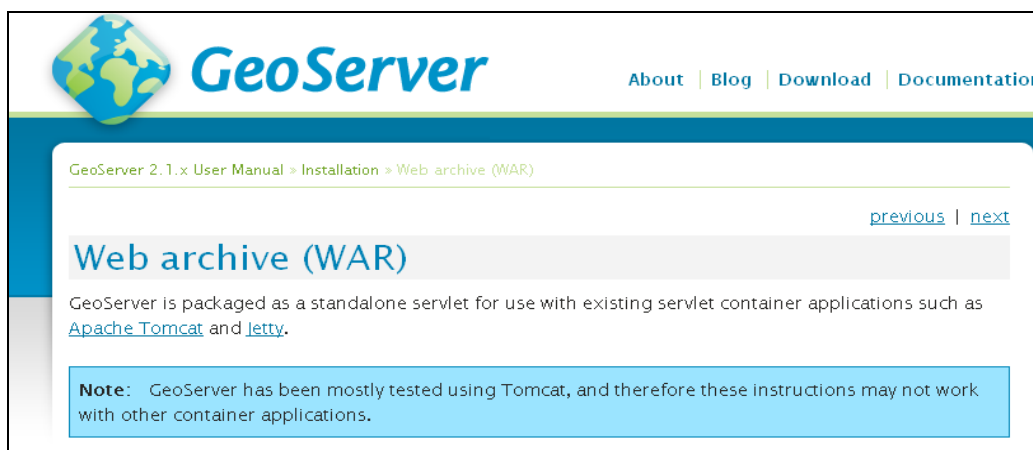 GeoServer
About | Blog | Download | Documentation
GeoServer 2.1.x User Manual » Installation » Web archive (WAR)
previous | next
Web archive (WAR)
GeoServer is packaged as a standalone servlet for use with existing servlet container applications such as
Apache Tomcat and Jetty.
Note: GeoServer has been mostly tested using Tomcat, and therefore these instructions may not work
with other container applications.